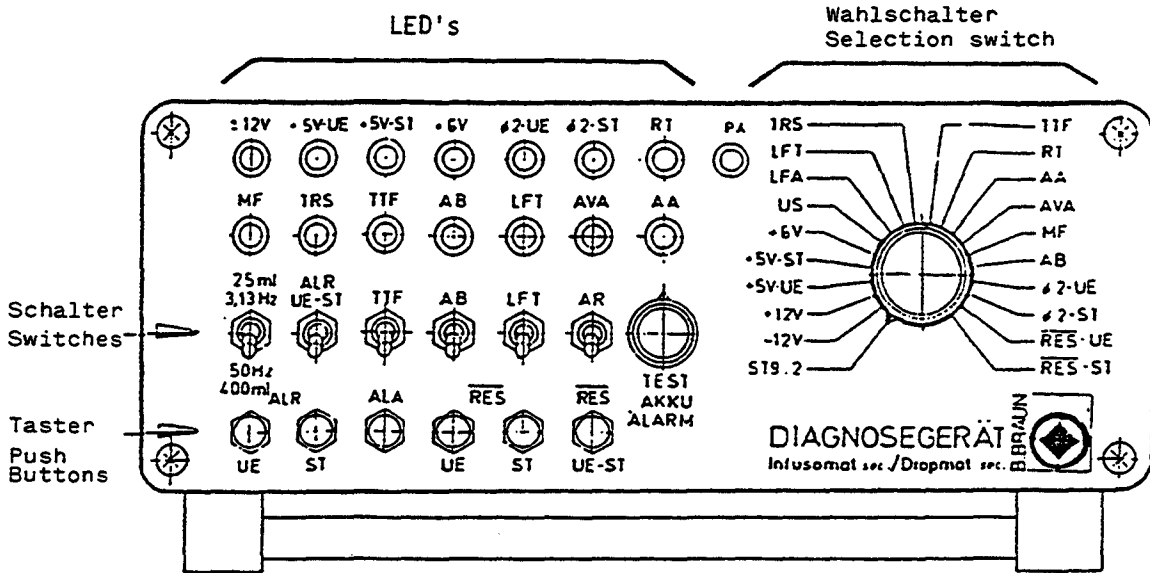 LED's
Wahlschalter
Selection switch
±12V +5V-UE +5V-ST +6V ϕ2-UE ϕ2-ST RT PA
MF TRS TTF AB LFT AVA AA
25ml
3,13Hz
50Hz
400ml
ALR
UE-ST
TTF AB LFT AR
TEST
AKKU
ALARM
Schalter
Switches
ALR ALA RES RES
UE ST UE ST UE-ST
Taster
Push
Buttons
TRS
LFT
LFA
US
+6V
+5V-ST
+5V-UE
+12V
-12V
ST9.2
TTF
RT
AA
AVA
MF
AB
ϕ2-UE
ϕ2-ST
RES-UE
RES-ST
DIAGNOSEGERÄT
Infusomat sec./Dropmat sec.
B.BRAUN